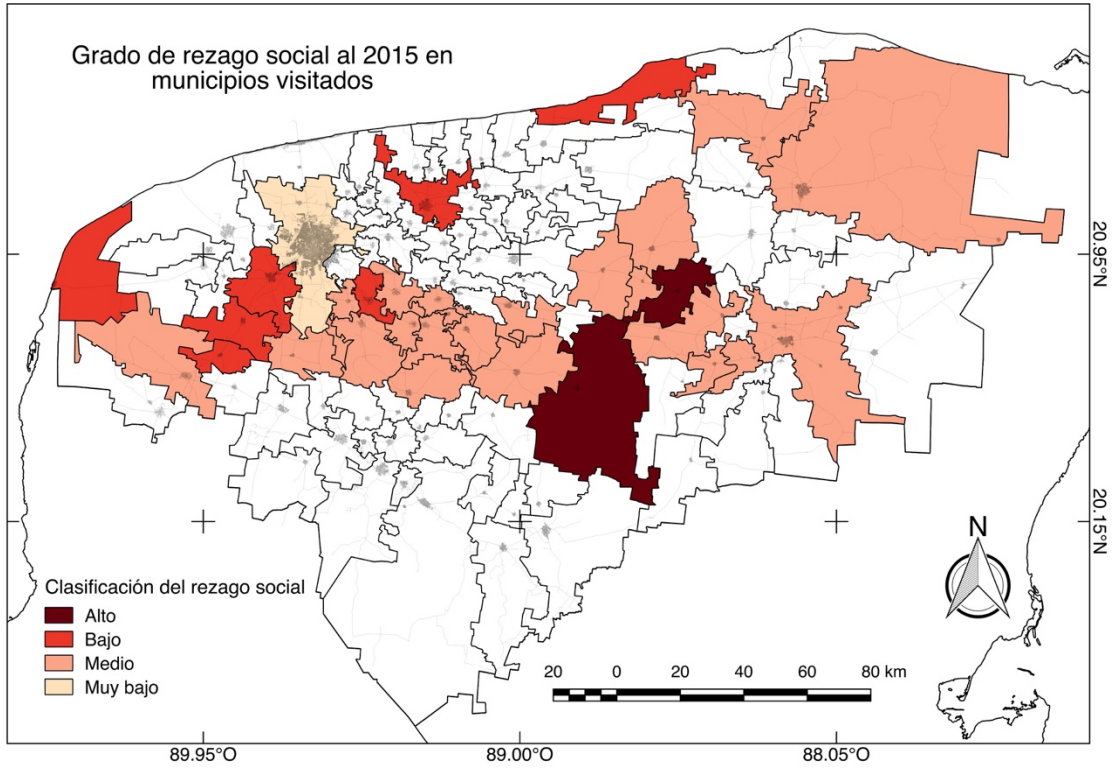 Grado de rezago social al 2015 en
municipios visitados
20.95°N
20.15°N
N
Clasificación del rezago social
Alto
Bajo
Medio
Muy bajo
20 0 20 40 60 80 km
89.95°O 89.00°O 88.05°O